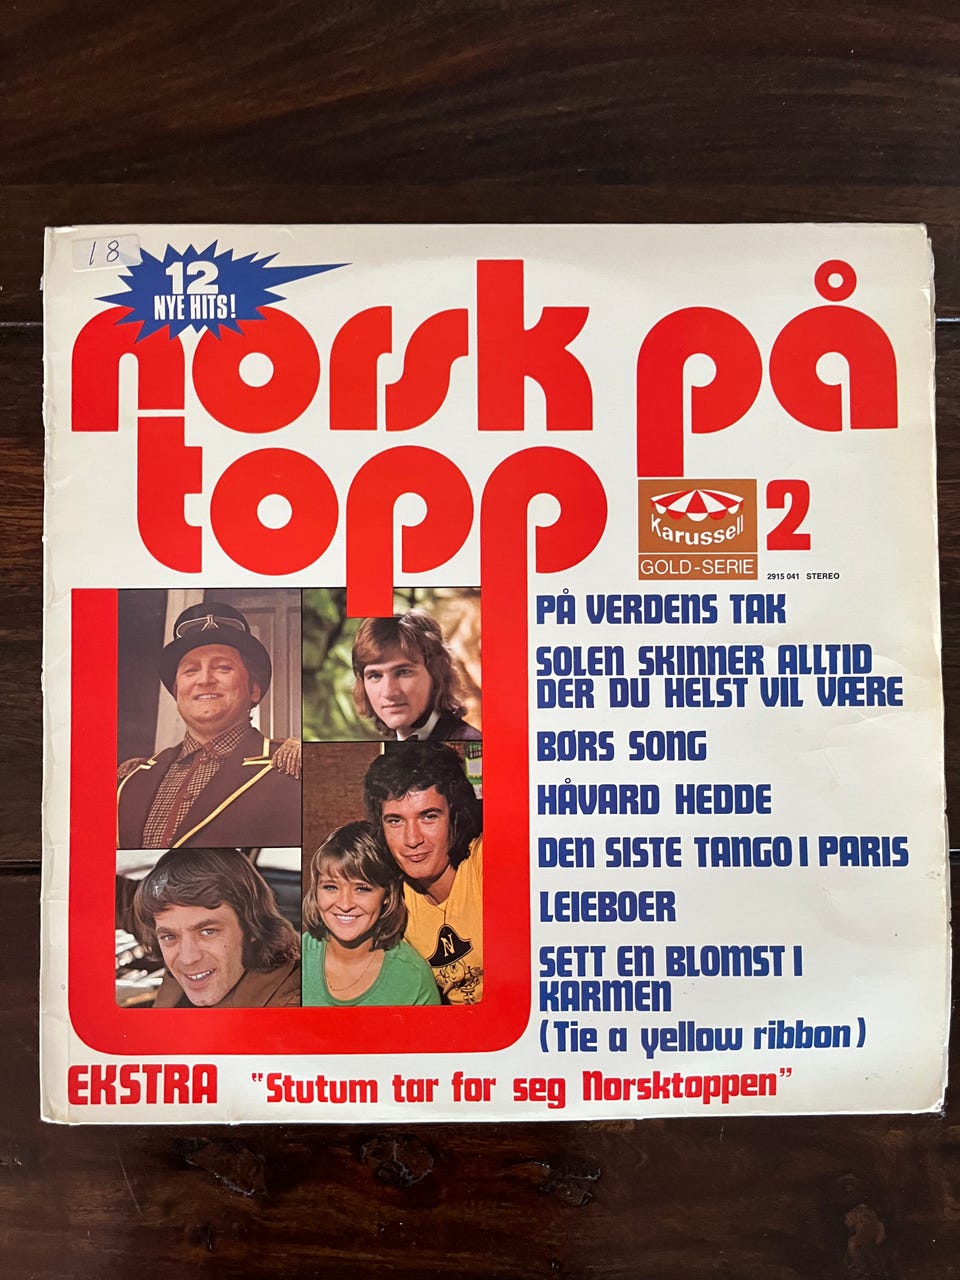 18
12
NYE HITS!
norsk på
topp
2
Karussell
GOLD-SERIE
2915 041 STEREO
PÅ VERDENS TAK
SOLEN SKINNER ALLTID
DER DU HELST VIL VÆRE
BØRS SONG
HÅVARD HEDDE
DEN SISTE TANGO I PARIS
LEIEBOER
SETT EN BLOMST I
KARMEN
(Tie a yellow ribbon)
N
EKSTRA "Stutum tar for seg Norsktoppen"